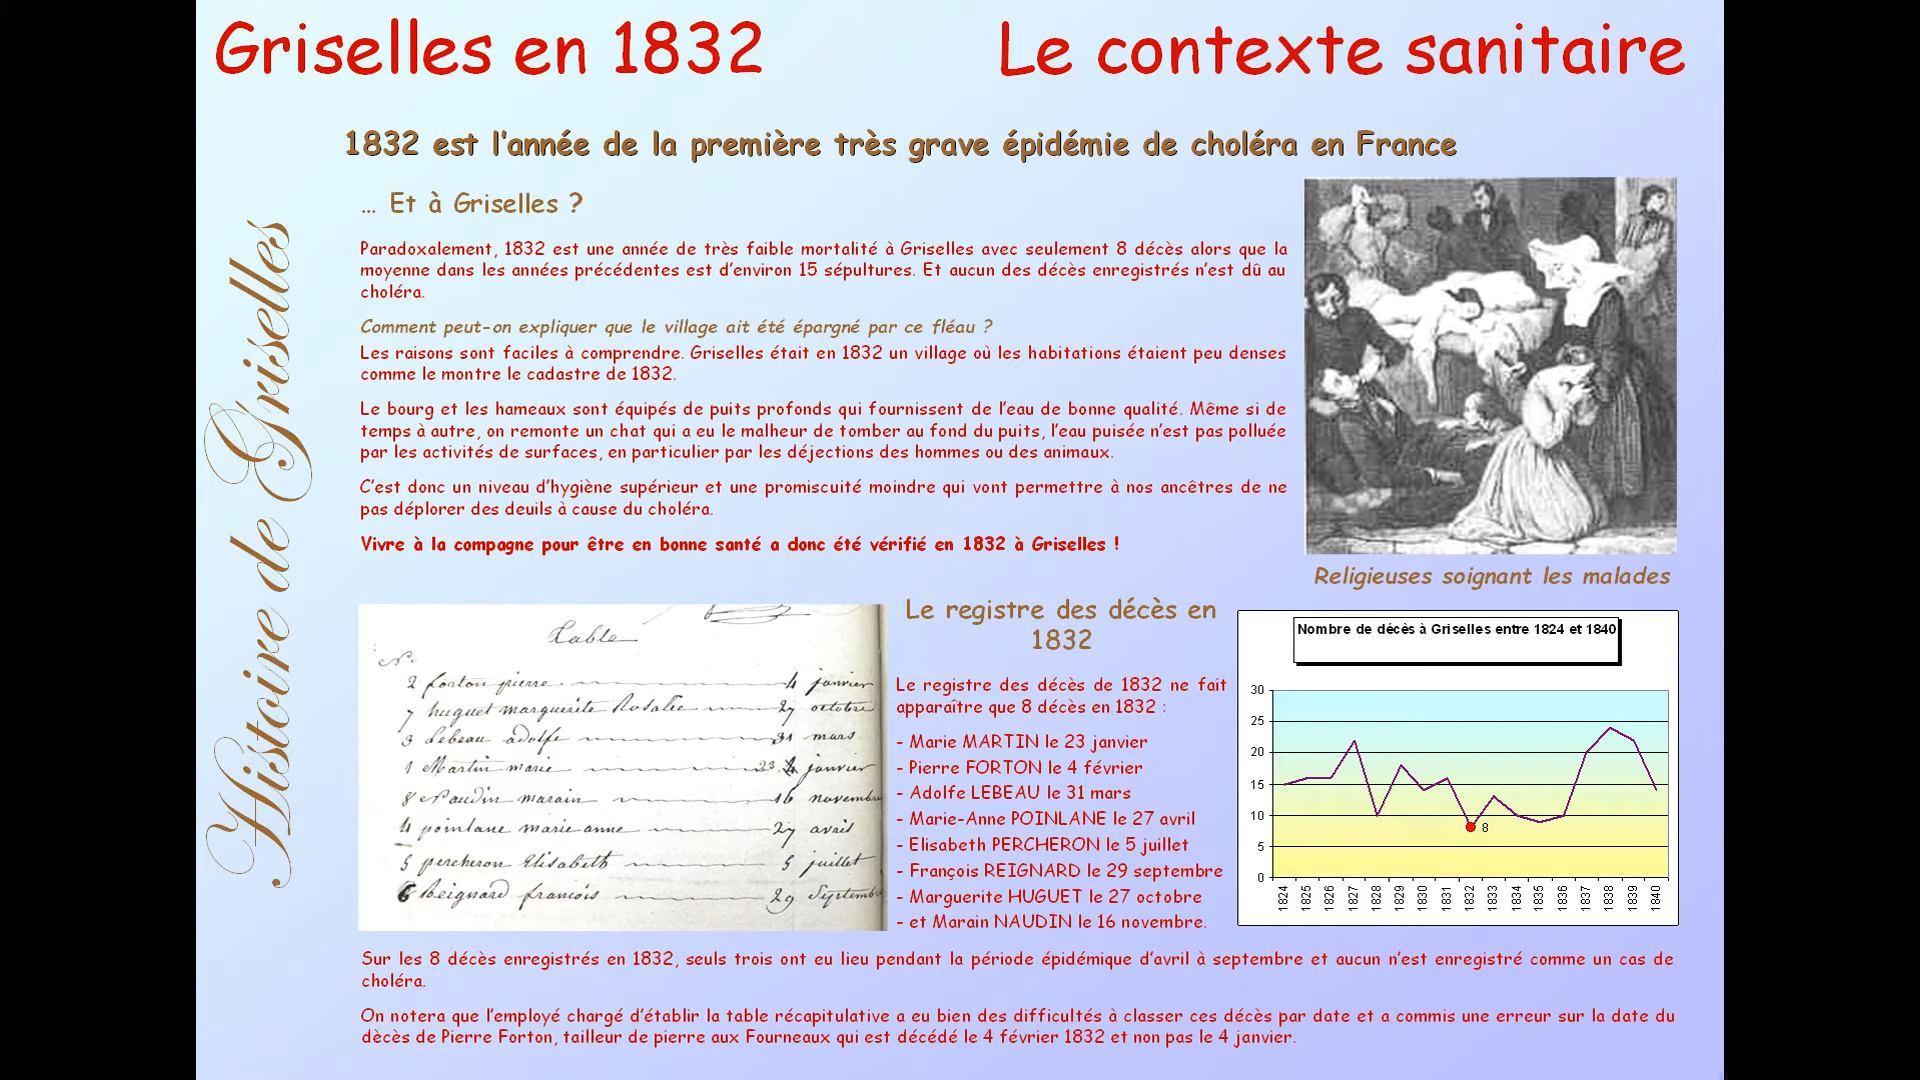 Griselles en 1832
Le contexte sanitaire
1832 est l'année de la première très grave épidémie de choléra en France
Histoire de Griselles
... Et à Griselles ?
Paradoxalement, 1832 est une année de très faible mortalité à Griselles avec seulement 8 décès alors que la
moyenne dans les années précédentes est d'environ 15 sépultures. Et aucun des décès enregistrés n'est dû au
choléra.
Comment peut-on expliquer que le village ait été épargné par ce fléau ?
Les raisons sont faciles à comprendre. Griselles était en 1832 un village où les habitations étaient peu denses
comme le montre le cadastre de 1832.
Le bourg et les hameaux sont équipés de puits profonds qui fournissent de l'eau de bonne qualité. Même si de
temps à autre, on remonte un chat qui a eu le malheur de tomber au fond du puits, l'eau puisée n'est pas polluée
par les activités de surfaces, en particulier par les déjections des hommes ou des animaux.
C'est donc un niveau d'hygiène supérieur et une promiscuité moindre qui vont permettre à nos ancêtres de ne
pas déplorer des deuils à cause du choléra.
Vivre à la compagne pour être en bonne santé a donc été vérifié en 1832 à Griselles !
Religieuses soignant les malades
Table
N°
2 forton pierre 4 janvier
7 huguet marguerite Rosalie 27 octobre
3 Lebeau adolfe 31 mars
1 Martin marie 23 janvier
8 Naudin marain 16 novembre
4 poinlane marie anne 27 avril
5 percheron Elisabeth 5 juillet
6 Reignard francois 29 Septemb
Le registre des décès en
1832
Le registre des décès de 1832 ne fait
apparaître que 8 décès en 1832 :
- Marie MARTIN le 23 janvier
- Pierre FORTON le 4 février
- Adolfe LEBEAU le 31 mars
- Marie-Anne POINLANE le 27 avril
- Elisabeth PERCHERON le 5 juillet
- François REIGNARD le 29 septembre
- Marguerite HUGUET le 27 octobre
- et Marain NAUDIN le 16 novembre.
Nombre de décès à Griselles entre 1824 et 1840
30
25
20
15
10
5
0
8
1824 1825 1826 1827 1828 1829 1830 1831 1832 1833 1834 1835 1836 1837 1838 1839 1840
Sur les 8 décès enregistrés en 1832, seuls trois ont eu lieu pendant la période épidémique d'avril à septembre et aucun n'est enregistré comme un cas de
choléra.
On notera que l'employé chargé d'établir la table récapitulative a eu bien des difficultés à classer ces décès par date et a commis une erreur sur la date du
dècès de Pierre Forton, tailleur de pierre aux Fourneaux qui est décédé le 4 février 1832 et non pas le 4 janvier.